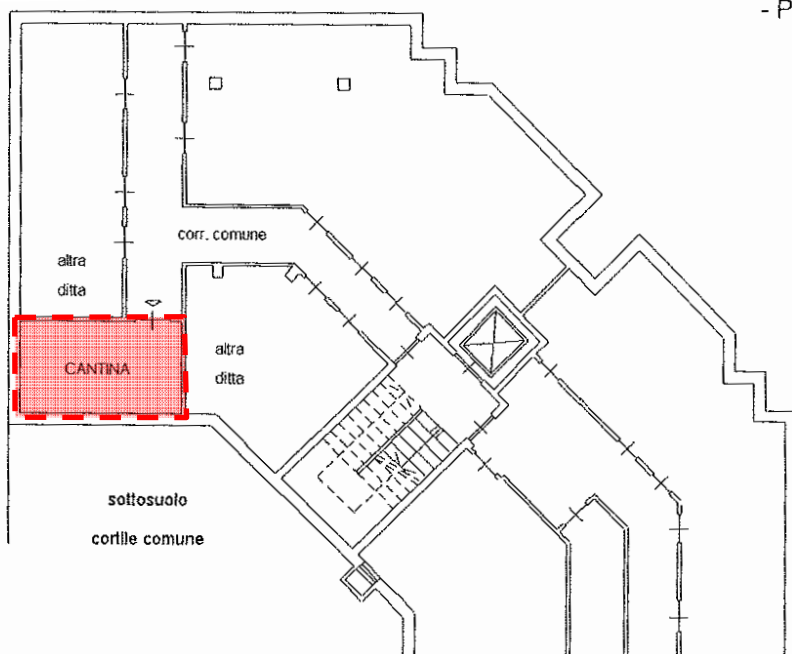 - P
corr. comune
altra
ditta
altra
ditta
CANTINA
sottosuolo
cortile comune